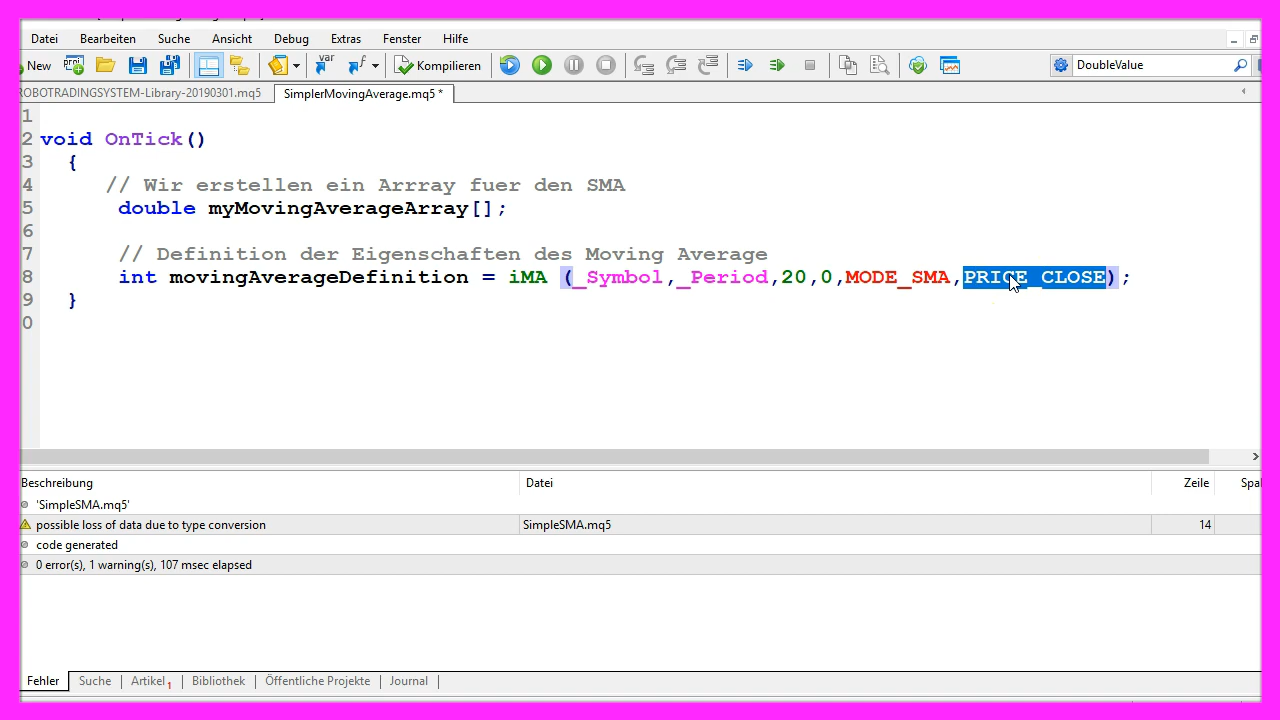 Datei Bearbeiten Suche Ansicht Debug Extras Fenster Hilfe
New Kompilieren DoubleValue
ROBOTRADINGSYSTEM-Library-20190301.mq5 SimplerMovingAverage.mq5 *
1
2 void OnTick()
3 {
4 // Wir erstellen ein Arrray fuer den SMA
5 double myMovingAverageArray[];
6
7 // Definition der Eigenschaften des Moving Average
8 int movingAverageDefinition = iMA (_Symbol,_Period,20,0,MODE_SMA,PRICE_CLOSE);
9 }
0
Beschreibung Datei Zeile Spal
'SimpleSMA.mq5'
possible loss of data due to type conversion SimpleSMA.mq5 14
code generated
0 error(s), 1 warning(s), 107 msec elapsed
Fehler Suche Artikel 1 Bibliothek Öffentliche Projekte Journal